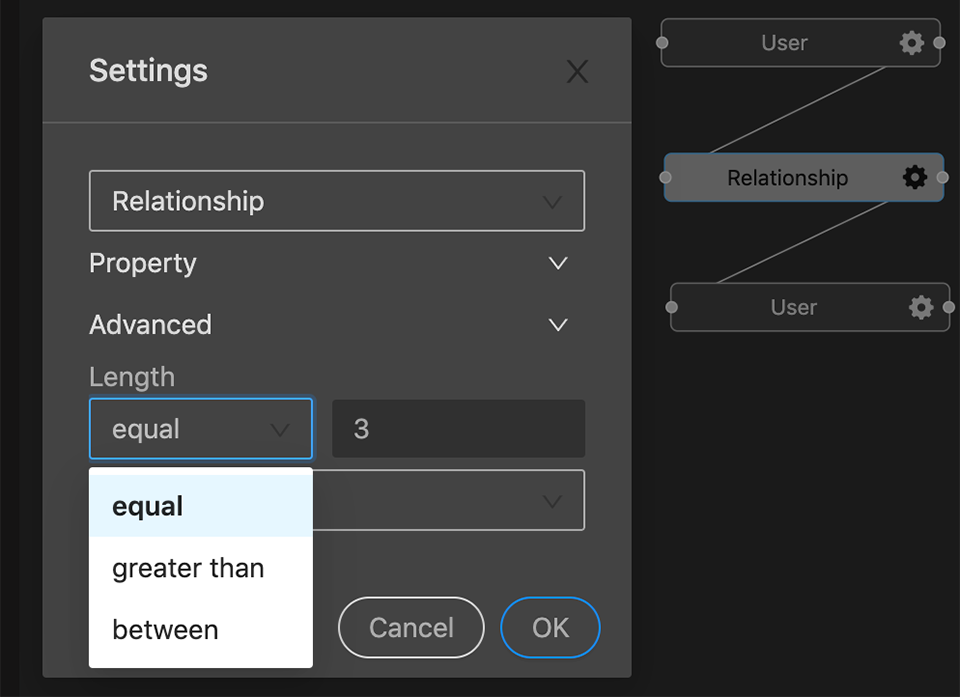 Settings
Relationship
Property
Advanced
Length
equal
3
equal
greater than
between
Cancel
OK
User
Relationship
User